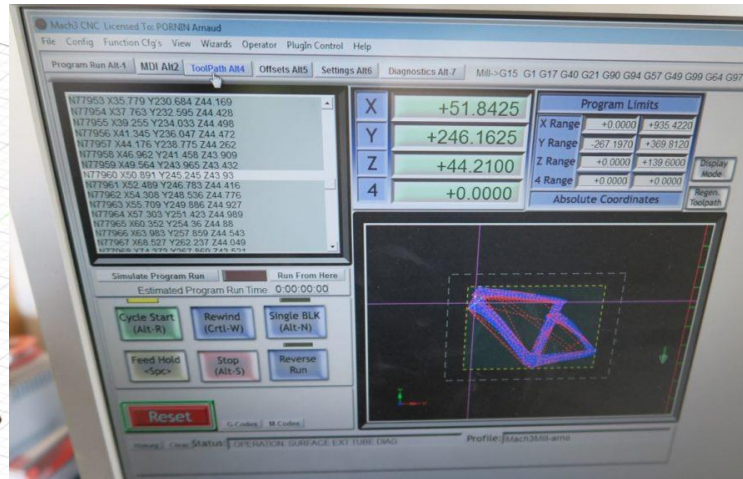 Mach3 CNC Licensed To: PORNIN Arnaud
File Config Function Cfg's View Wizards Operator PlugIn Control Help
Program Run Alt-1 MDI Alt2 ToolPath Alt4 Offsets Alt5 Settings Alt6 Diagnostics Alt-7 Mill->G15 G1 G17 G40 G21 G90 G94 G57 G49 G99 G64 G97
N77953 X35.779 Y230.684 Z44.169
N77954 X37.763 Y232.595 Z44.428
N77955 X39.255 Y234.033 Z44.498
N77956 X41.345 Y236.047 Z44.472
N77957 X44.176 Y238.775 Z44.262
N77958 X46.962 Y241.458 Z43.909
N77959 X49.564 Y243.965 Z43.432
N77960 X50.891 Y245.245 Z43.93
N77961 X52.489 Y246.783 Z44.416
N77962 X54.308 Y248.536 Z44.776
N77963 X55.709 Y249.886 Z44.927
N77964 X57.303 Y251.423 Z44.989
N77965 X60.352 Y254.36 Z44.88
N77966 X63.983 Y257.859 Z44.543
N77967 X68.527 Y262.237 Z44.049
X +51.8425
Y +246.1625
Z +44.2100
4 +0.0000
Program Limits
X Range +0.0000 +935.4220
Y Range -267.1970 +369.8120
Z Range +0.0000 +139.6000
4 Range +0.0000 +0.0000
Absolute Coordinates
Display
Mode
Regen.
Toolpath
Simulate Program Run Run From Here
Estimated Program Run Time 0:00:00:00
Cycle Start
(Alt-R)
Rewind
(Crtl-W)
Single BLK
(Alt-N)
Feed Hold
<Spc>
Stop
(Alt-S)
Reverse
Run
Reset
G-Codes M-Codes
History Clear Status: OPERATION: SURFACE EXT TUBE DIAG Profile: Mach3Mill-arno